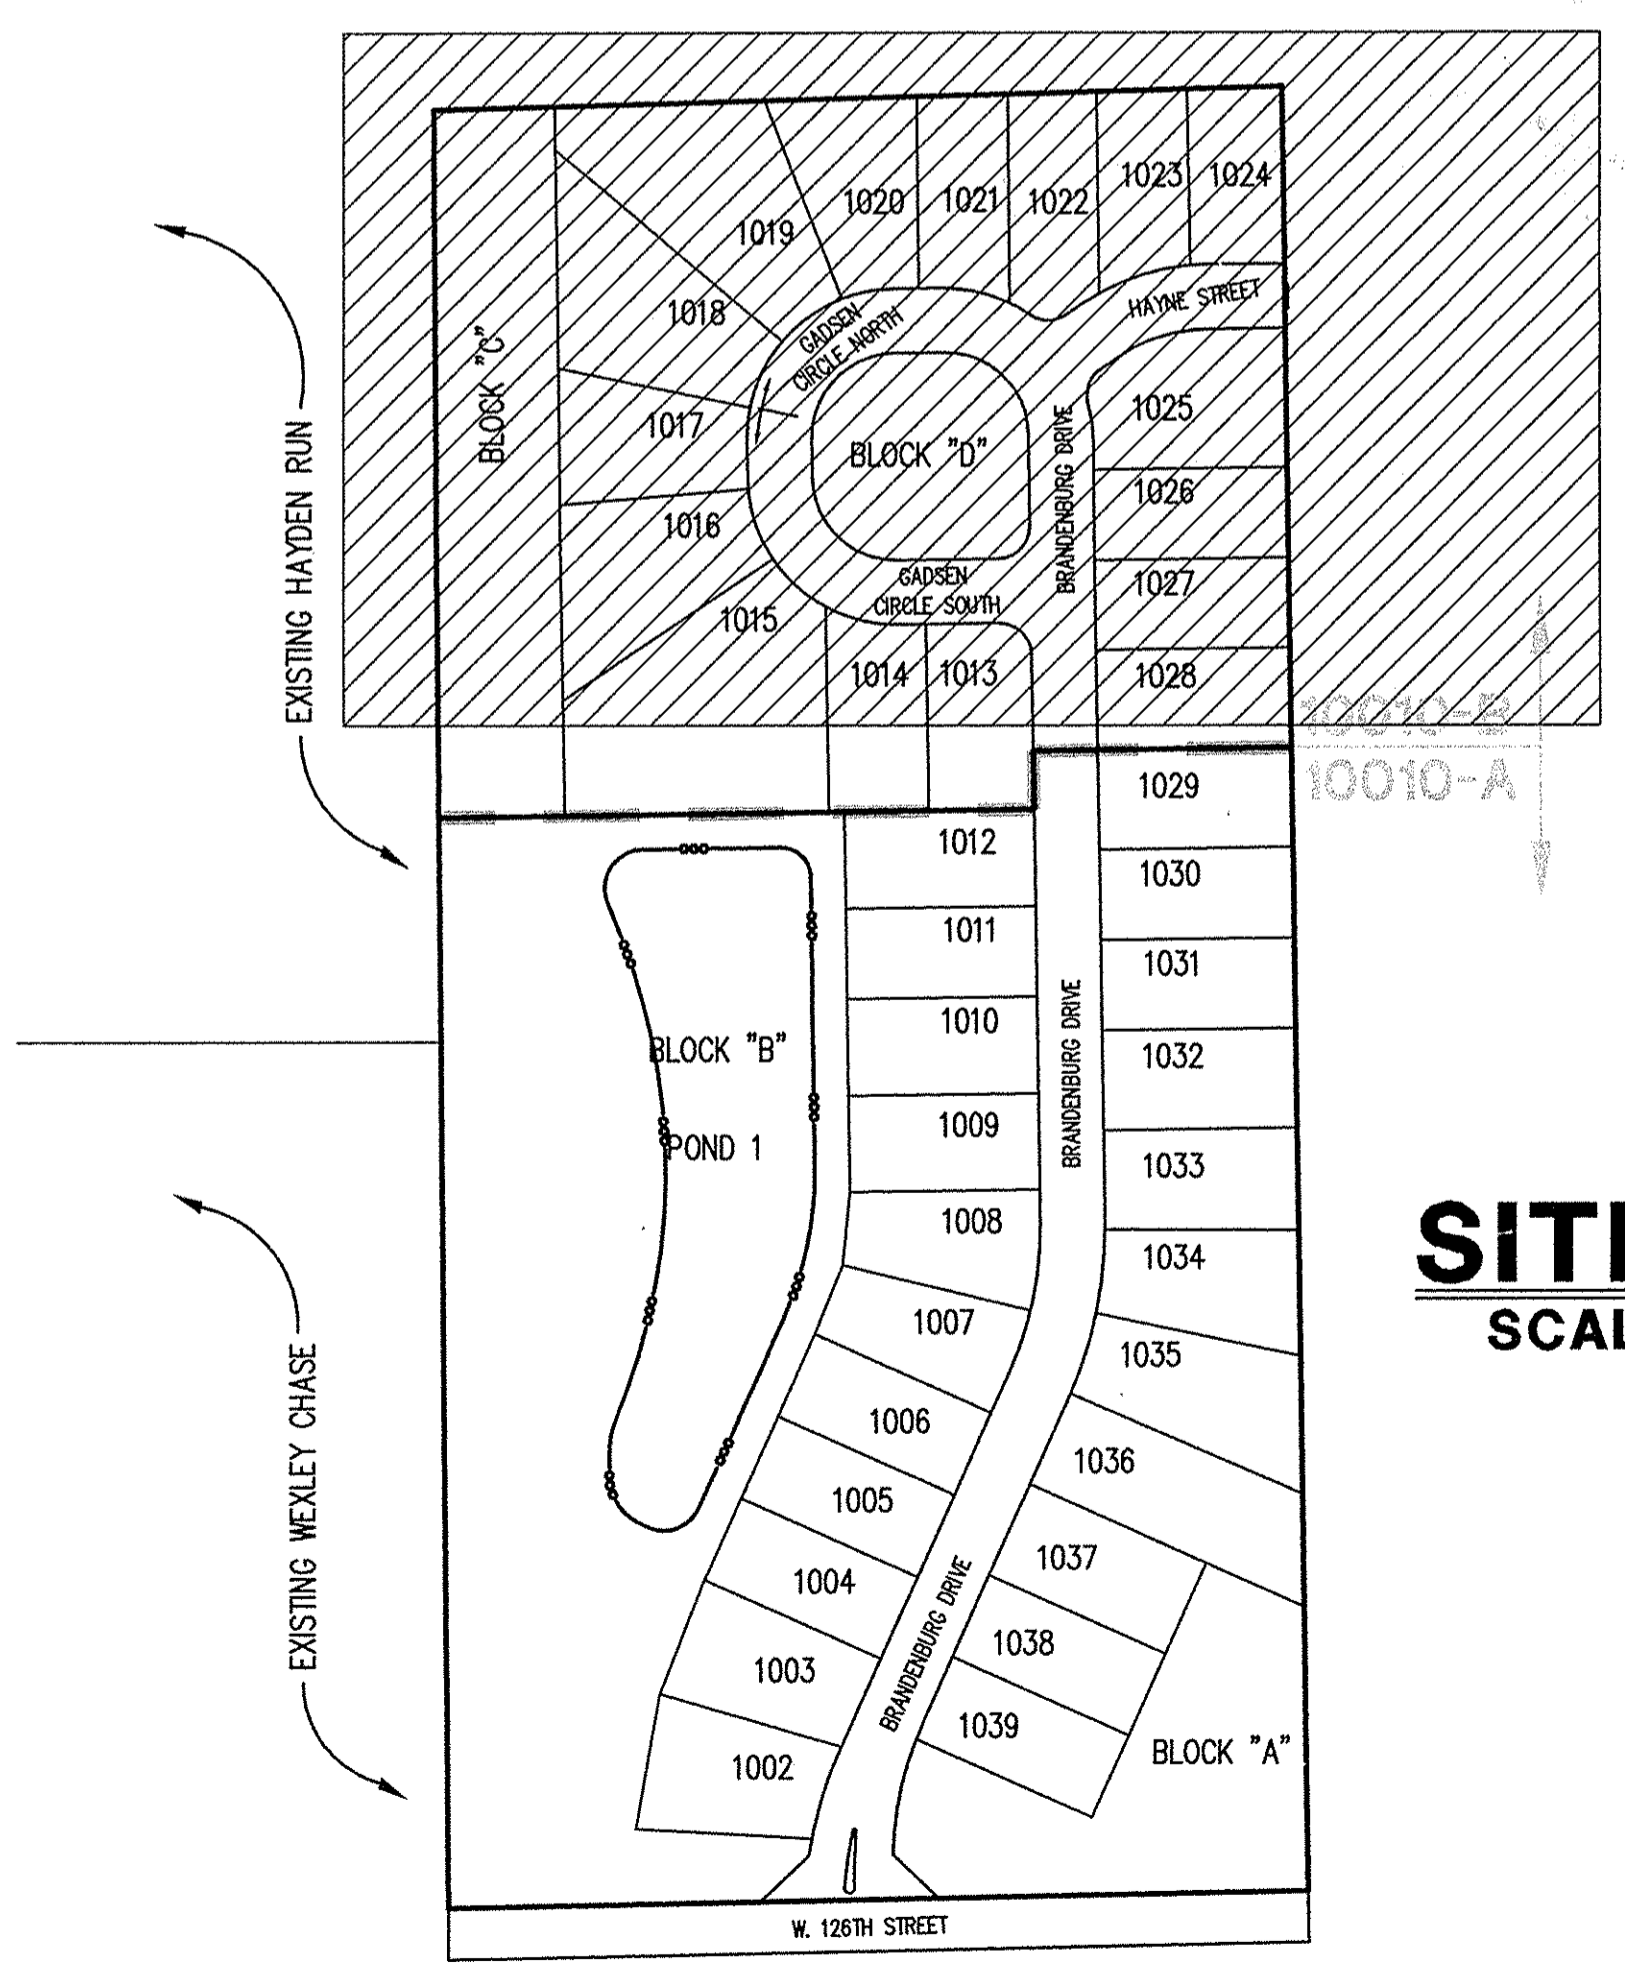 1023 1024
1020 1021 1022
1019
HAYNE STREET
1018
GADSEN
CIRCLE NORTH
BLOCK "C"
1025
1017
BLOCK "D"
BRANDENBURG DRIVE
1026
1016
EXISTING HAYDEN RUN
GADSEN
CIRCLE SOUTH
1027
1015
1014 1013
1028
10010-B
10010-A
1029
1012
1030
1011
1031
1010
BLOCK "B"
BRANDENBURG DRIVE
1032
1009
POND 1
1033
1008
1034
SIT
SCAL
1007
1035
1006
1036
1005
EXISTING WEXLEY CHASE
1037
1004
1038
BRANDENBURG DRIVE
1003
1039
BLOCK "A"
1002
W. 126TH STREET